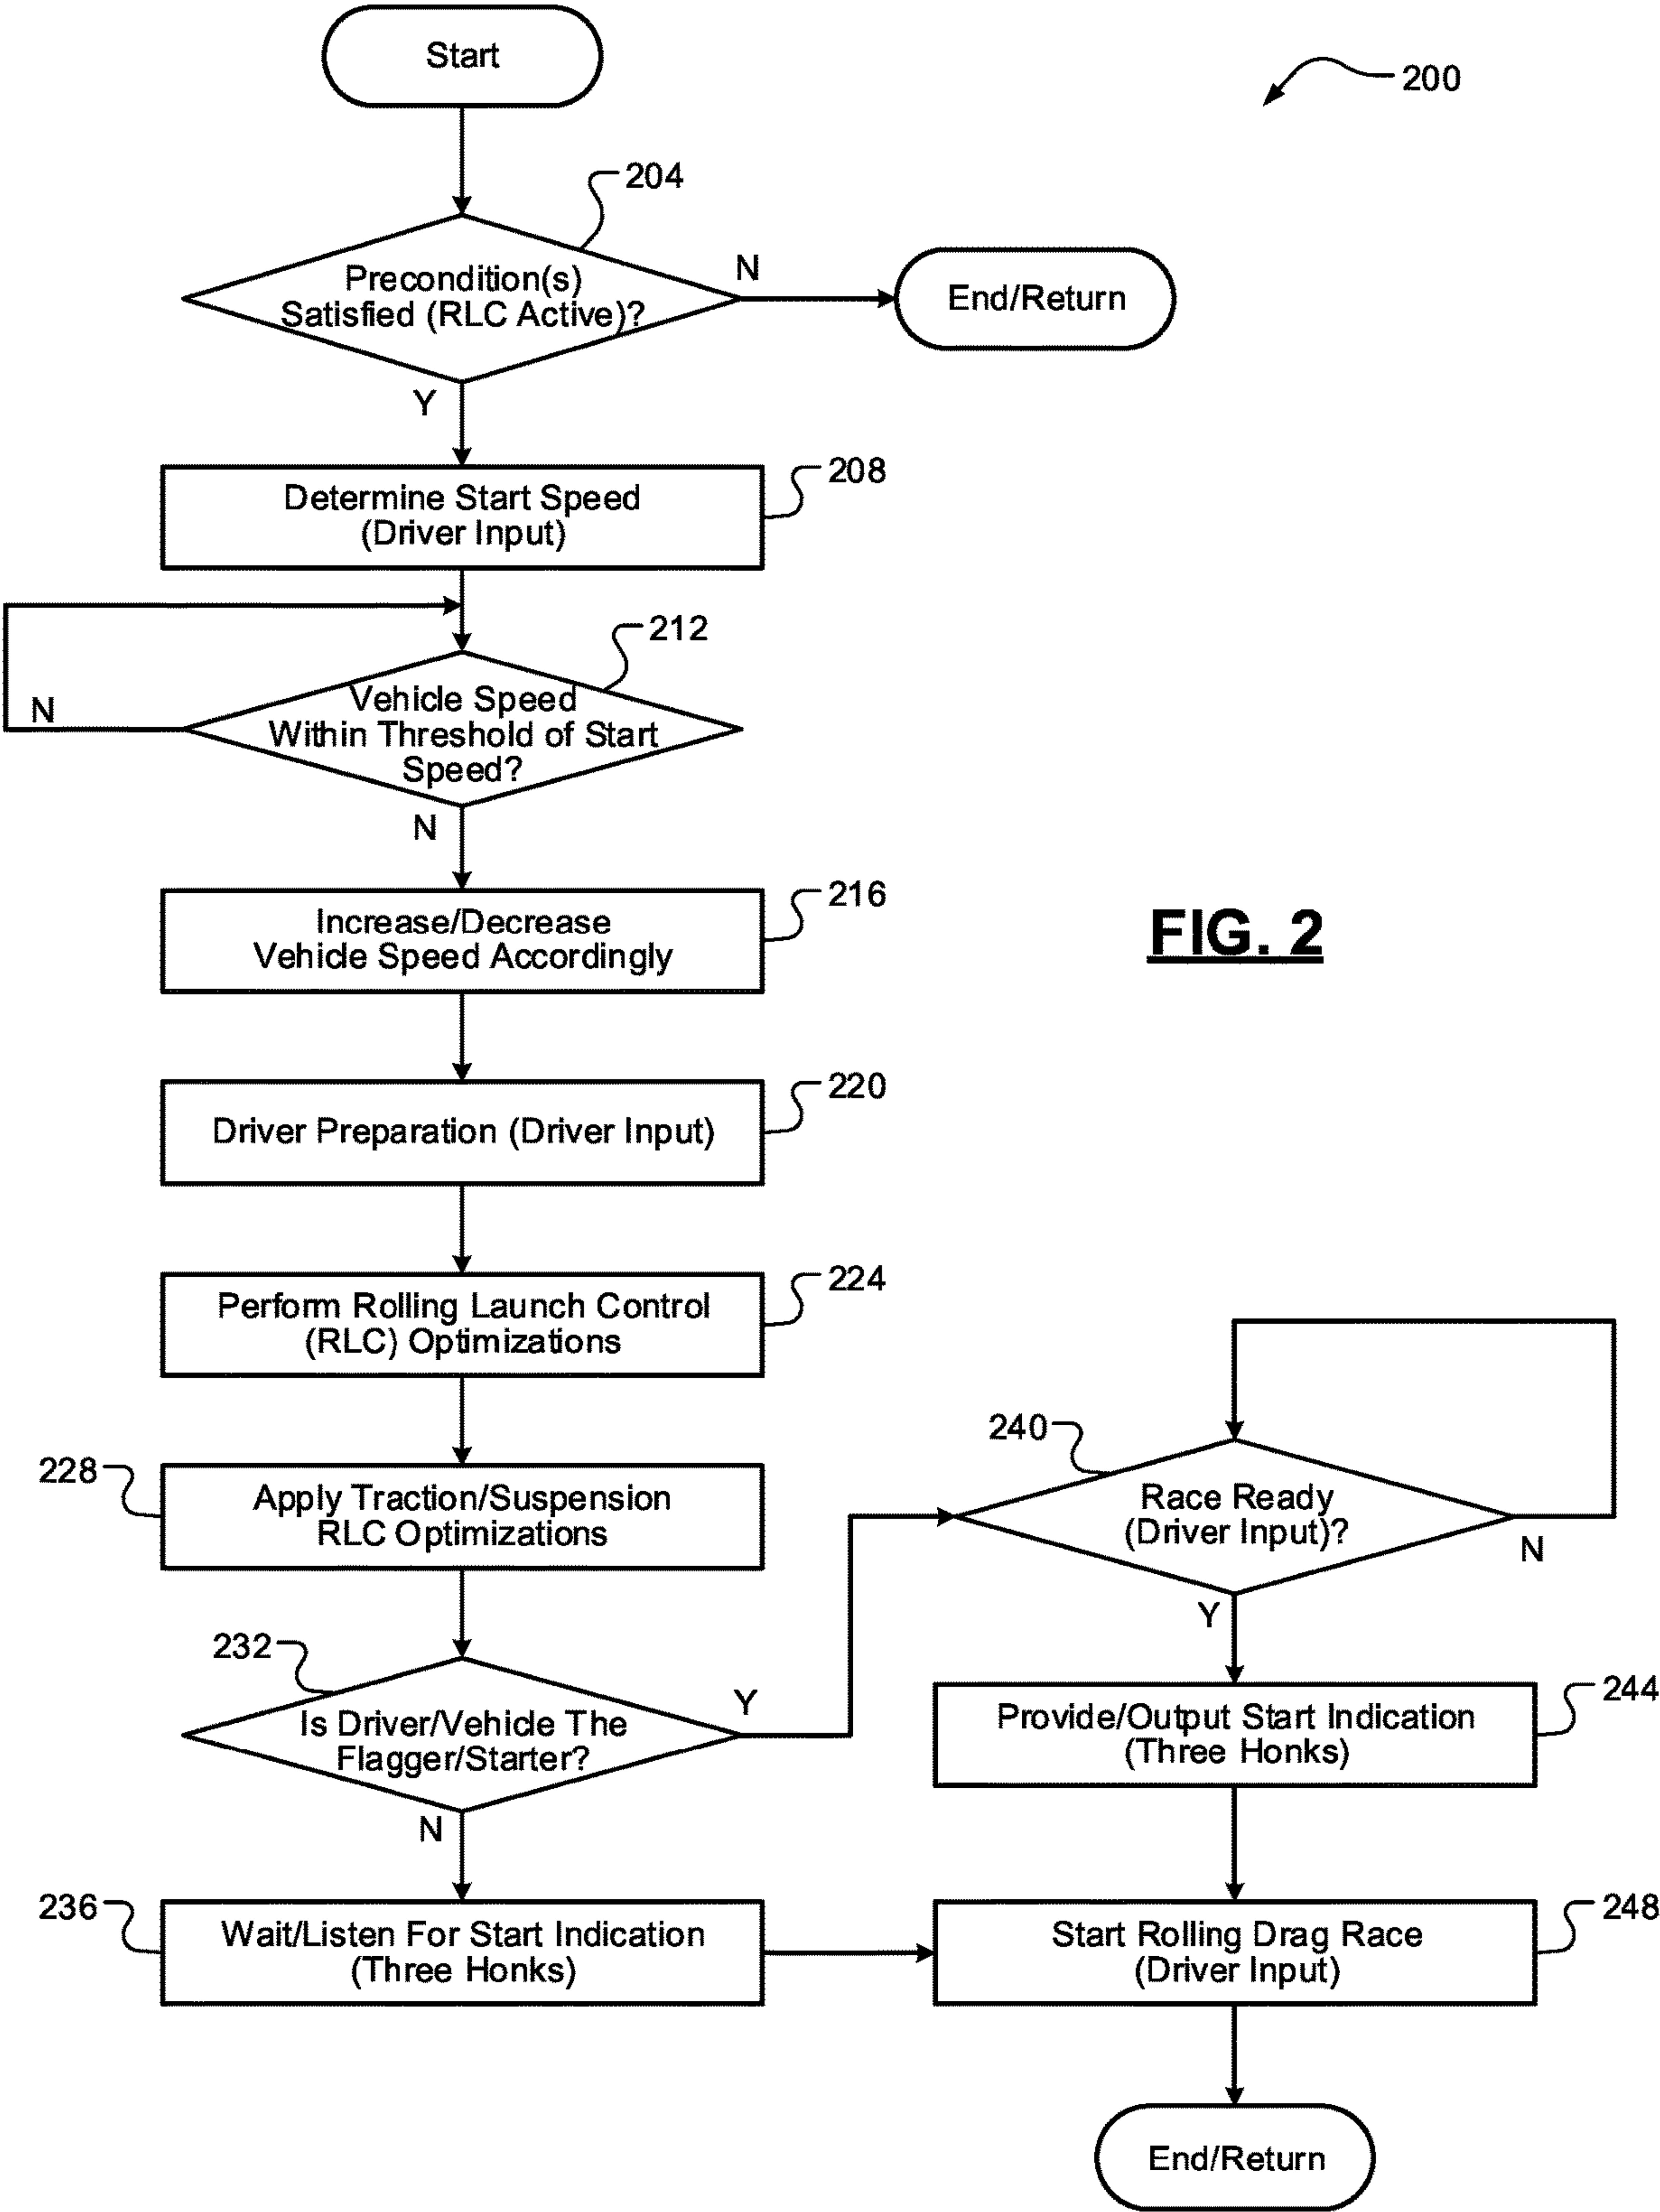 Start
200
204
Precondition(s)
Satisfied (RLC Active)?
N
End/Return
Y
208
Determine Start Speed
(Driver Input)
212
Vehicle Speed
Within Threshold of Start
Speed?
N
N
216
Increase/Decrease
Vehicle Speed Accordingly
FIG. 2
220
Driver Preparation (Driver Input)
224
Perform Rolling Launch Control
(RLC) Optimizations
228
Apply Traction/Suspension
RLC Optimizations
232
Is Driver/Vehicle The
Flagger/Starter?
Y
N
236
Wait/Listen For Start Indication
(Three Honks)
240
Race Ready
(Driver Input)?
N
Y
244
Provide/Output Start Indication
(Three Honks)
248
Start Rolling Drag Race
(Driver Input)
End/Return